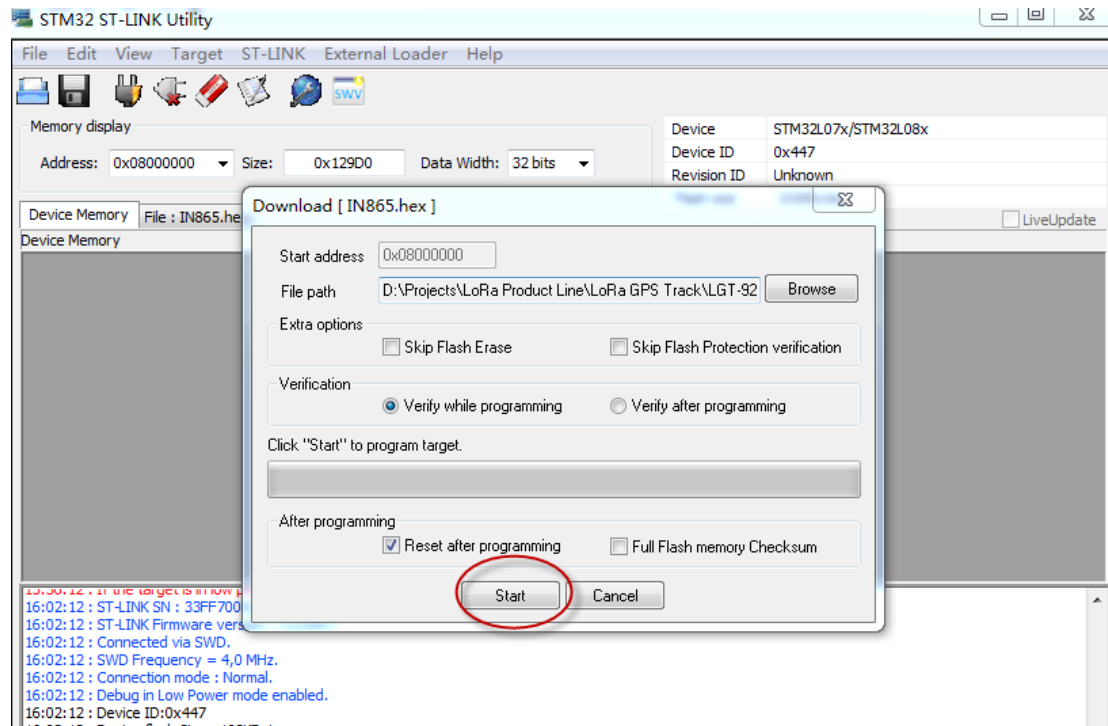 STM32 ST-LINK Utility
File Edit View Target ST-LINK External Loader Help
SWV
Memory display
Address: 0x08000000 Size: 0x129D0 Data Width: 32 bits
Device STM32L07x/STM32L08x
Device ID 0x447
Revision ID Unknown
Device Memory File : IN865.he
LiveUpdate
Device Memory
Download [ IN865.hex ]
Start address 0x08000000
File path D:\Projects\LoRa Product Line\LoRa GPS Track\LGT-92 Browse
Extra options
Skip Flash Erase Skip Flash Protection verification
Verification
Verify while programming Verify after programming
Click "Start" to program target.
After programming
Reset after programming Full Flash memory Checksum
Start Cancel
16:02:12 : ST-LINK SN : 33FF700
16:02:12 : ST-LINK Firmware vers
16:02:12 : Connected via SWD.
16:02:12 : SWD Frequency = 4,0 MHz.
16:02:12 : Connection mode : Normal.
16:02:12 : Debug in Low Power mode enabled.
16:02:12 : Device ID:0x447